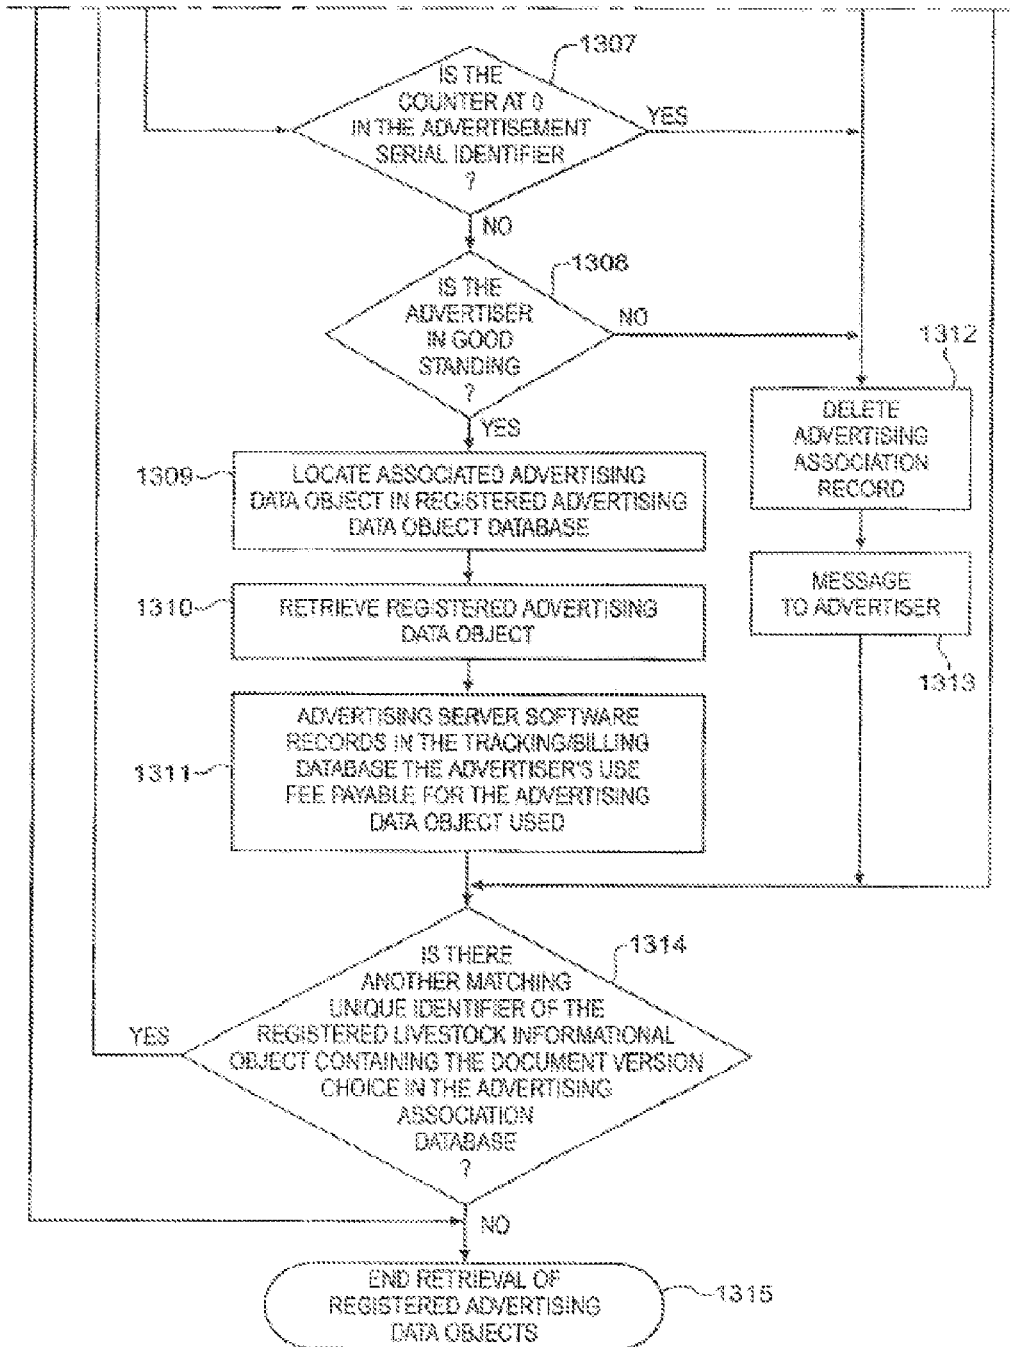 1307
IS THE
COUNTER AT 0
IN THE ADVERTISEMENT
SERIAL IDENTIFIER
?
YES
NO
1308
IS THE
ADVERTISER
IN GOOD
STANDING
?
NO
YES
1312
DELETE
ADVERTISING
ASSOCIATION
RECORD
1309
LOCATE ASSOCIATED ADVERTISING
DATA OBJECT IN REGISTERED ADVERTISING
DATA OBJECT DATABASE
1310
RETRIEVE REGISTERED ADVERTISING
DATA OBJECT
MESSAGE
TO ADVERTISER
1313
1311
ADVERTISING SERVER SOFTWARE
RECORDS IN THE TRACKING/BILLING
DATABASE THE ADVERTISER'S USE
FEE PAYABLE FOR THE ADVERTISING
DATA OBJECT USED
1314
IS THERE
ANOTHER MATCHING
UNIQUE IDENTIFIER OF THE
REGISTERED LIVESTOCK INFORMATIONAL
OBJECT CONTAINING THE DOCUMENT VERSION
CHOICE IN THE ADVERTISING
ASSOCIATION
DATABASE
?
YES
NO
END RETRIEVAL OF
REGISTERED ADVERTISING
DATA OBJECTS
1315